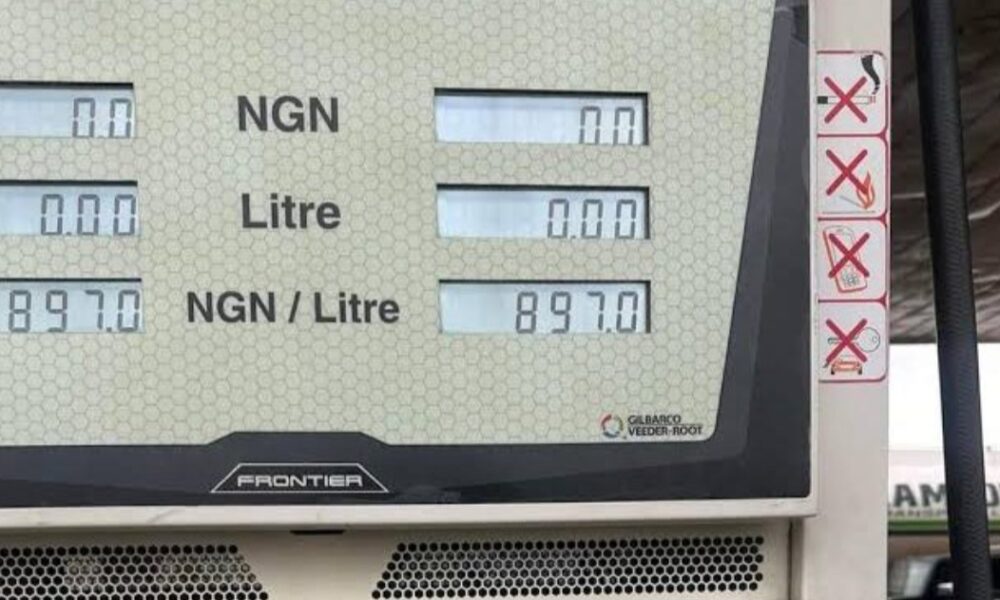 0.0 NGN 0.0
0.00 Litre 0.00
897.0 NGN / Litre 897.0
GILBARCO
VEEDER-ROOT
FRONTIER